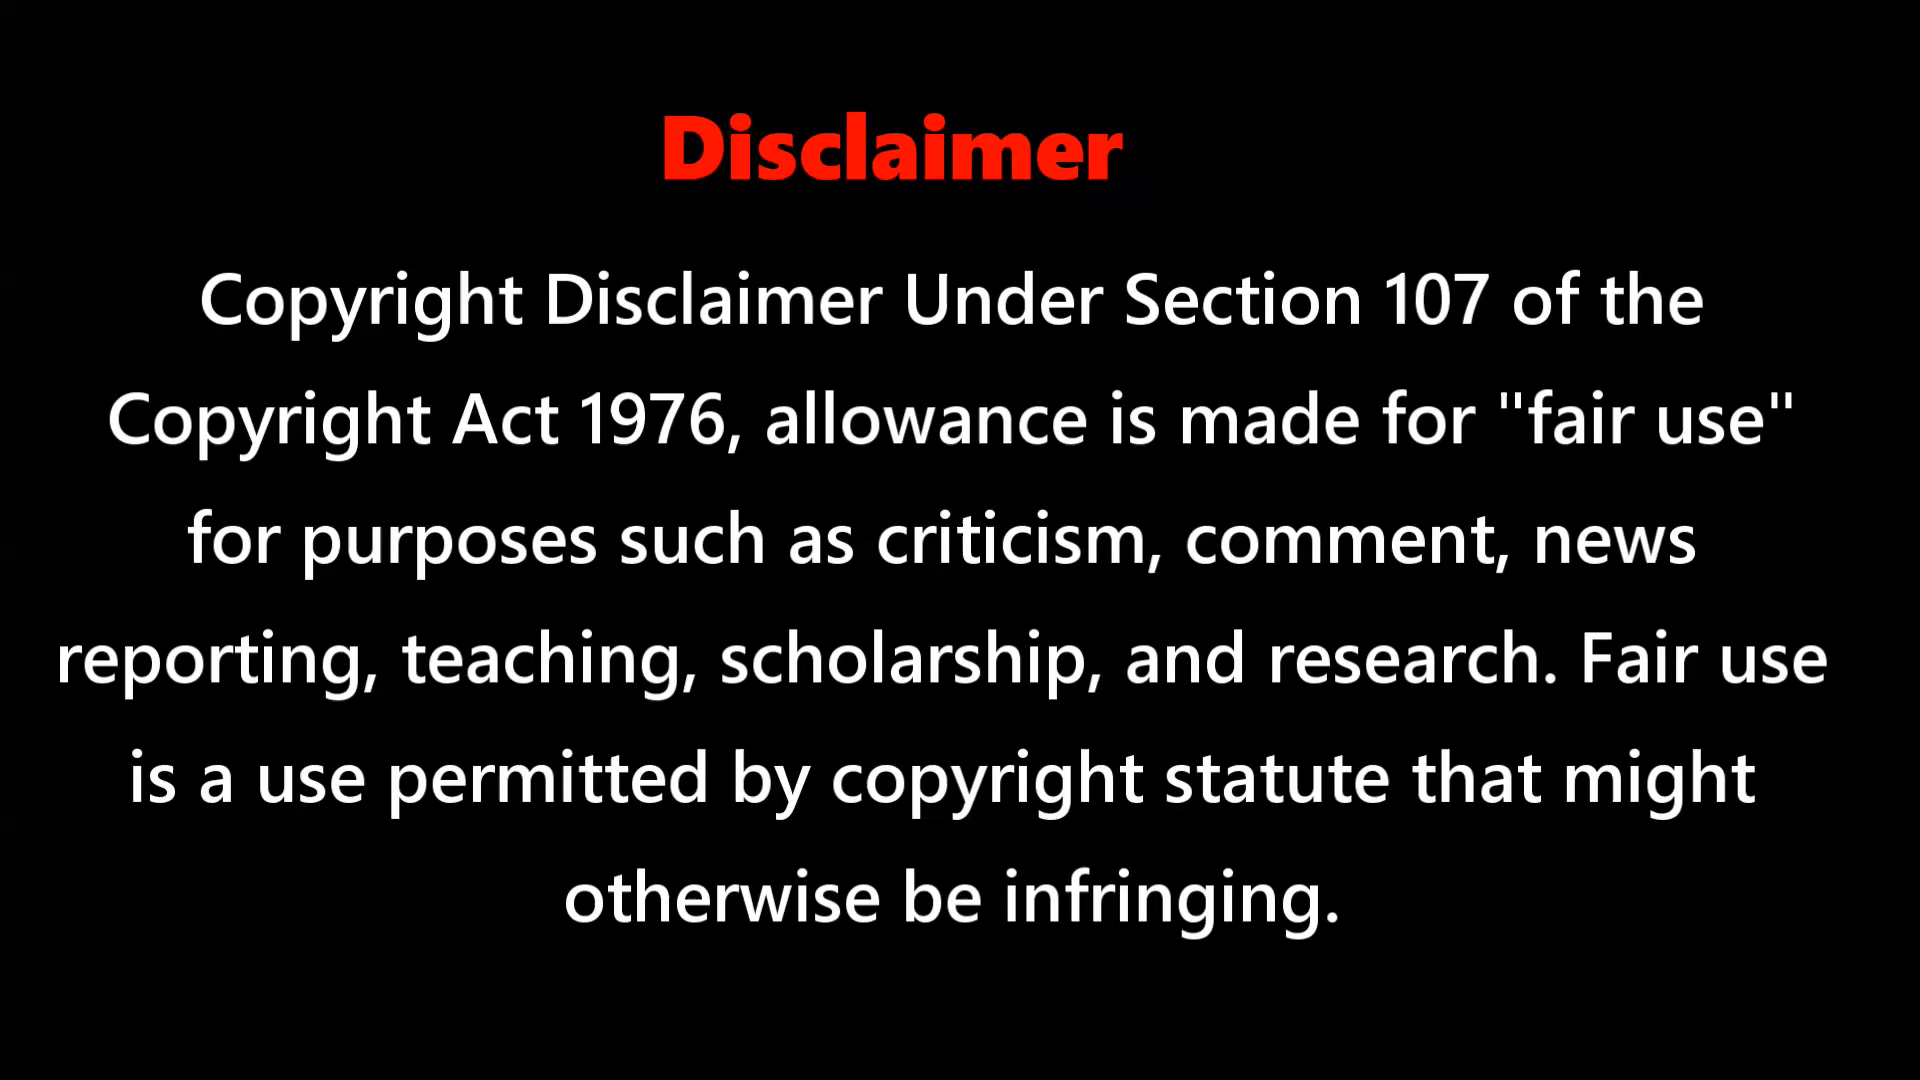 Disclaimer
Copyright Disclaimer Under Section 107 of the
Copyright Act 1976, allowance is made for "fair use"
for purposes such as criticism, comment, news
reporting, teaching, scholarship, and research. Fair use
is a use permitted by copyright statute that might
otherwise be infringing.